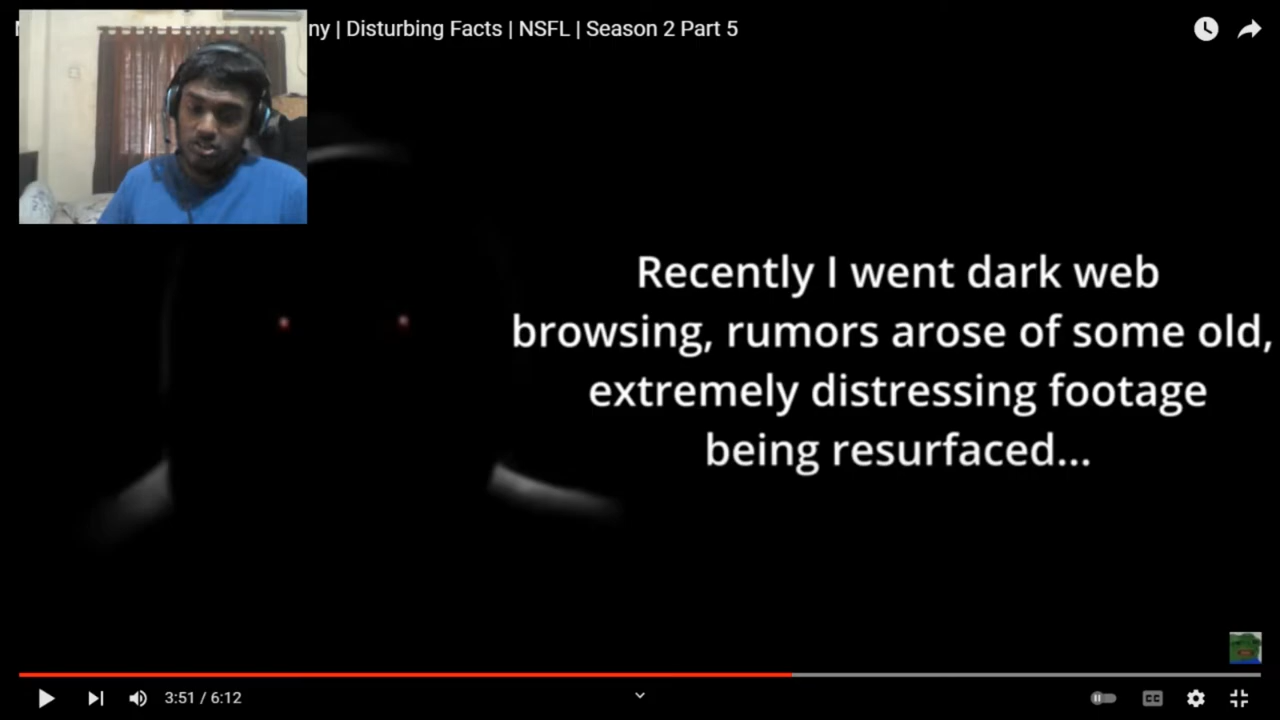 ny | Disturbing Facts | NSFL | Season 2 Part 5
Recently I went dark web
browsing, rumors arose of some old,
extremely distressing footage
being resurfaced...
3:51 / 6:12
CC